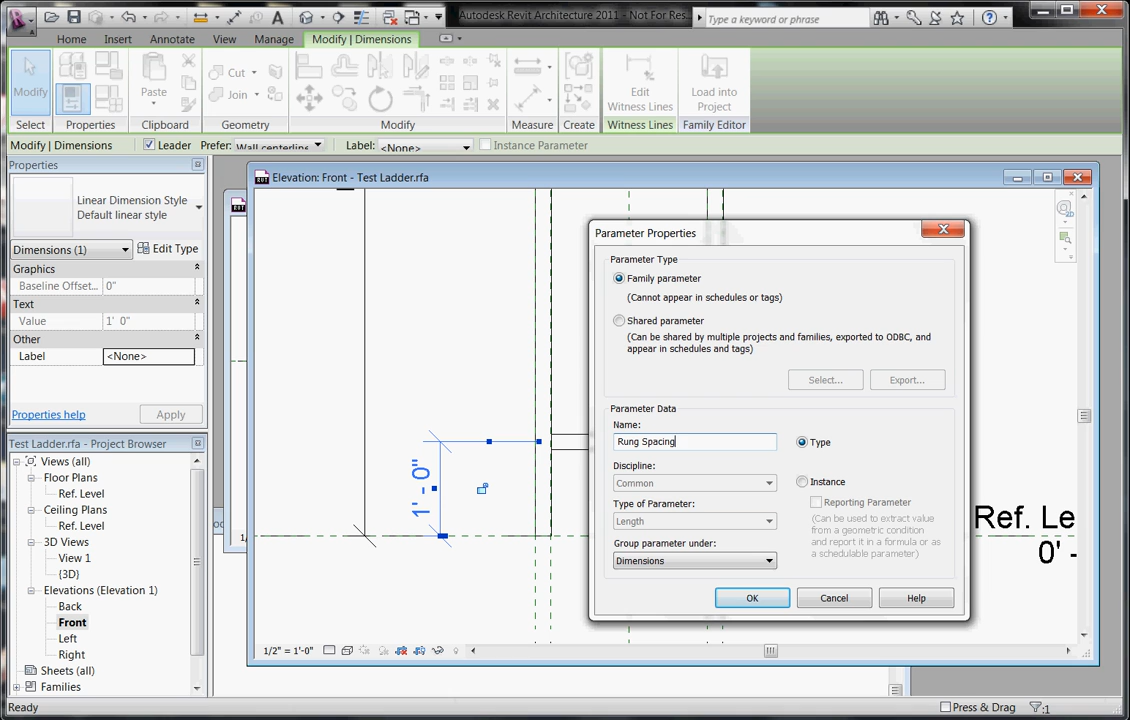 Autodesk Revit Architecture 2011 - Not For Res...
Type a keyword or phrase
Home
Insert
Annotate
View
Manage
Modify | Dimensions
Modify
Paste
Cut
Join
Edit
Witness Lines
Load into
Project
Select
Properties
Clipboard
Geometry
Modify
Measure
Create
Witness Lines
Family Editor
Modify | Dimensions
Leader
Prefer:
Wall centerline
Label:
<None>
Instance Parameter
Properties
Linear Dimension Style
Default linear style
Dimensions (1)
Edit Type
Graphics
Baseline Offset...
0"
Text
Value
1' 0"
Other
Label
<None>
Properties help
Apply
Test Ladder.rfa - Project Browser
Views (all)
Floor Plans
Ref. Level
Ceiling Plans
Ref. Level
3D Views
View 1
{3D}
Elevations (Elevation 1)
Back
Front
Left
Right
Sheets (all)
Families
Elevation: Front - Test Ladder.rfa
1' - 0"
Ref. Le
0' -
1/2" = 1'-0"
Parameter Properties
Parameter Type
Family parameter
(Cannot appear in schedules or tags)
Shared parameter
(Can be shared by multiple projects and families, exported to ODBC, and
appear in schedules and tags)
Select...
Export...
Parameter Data
Name:
Rung Spacing
Type
Discipline:
Common
Instance
Type of Parameter:
Length
Reporting Parameter
(Can be used to extract value
from a geometric condition
and report it in a formula or as
a schedulable parameter)
Group parameter under:
Dimensions
OK
Cancel
Help
Ready
Press & Drag
:1